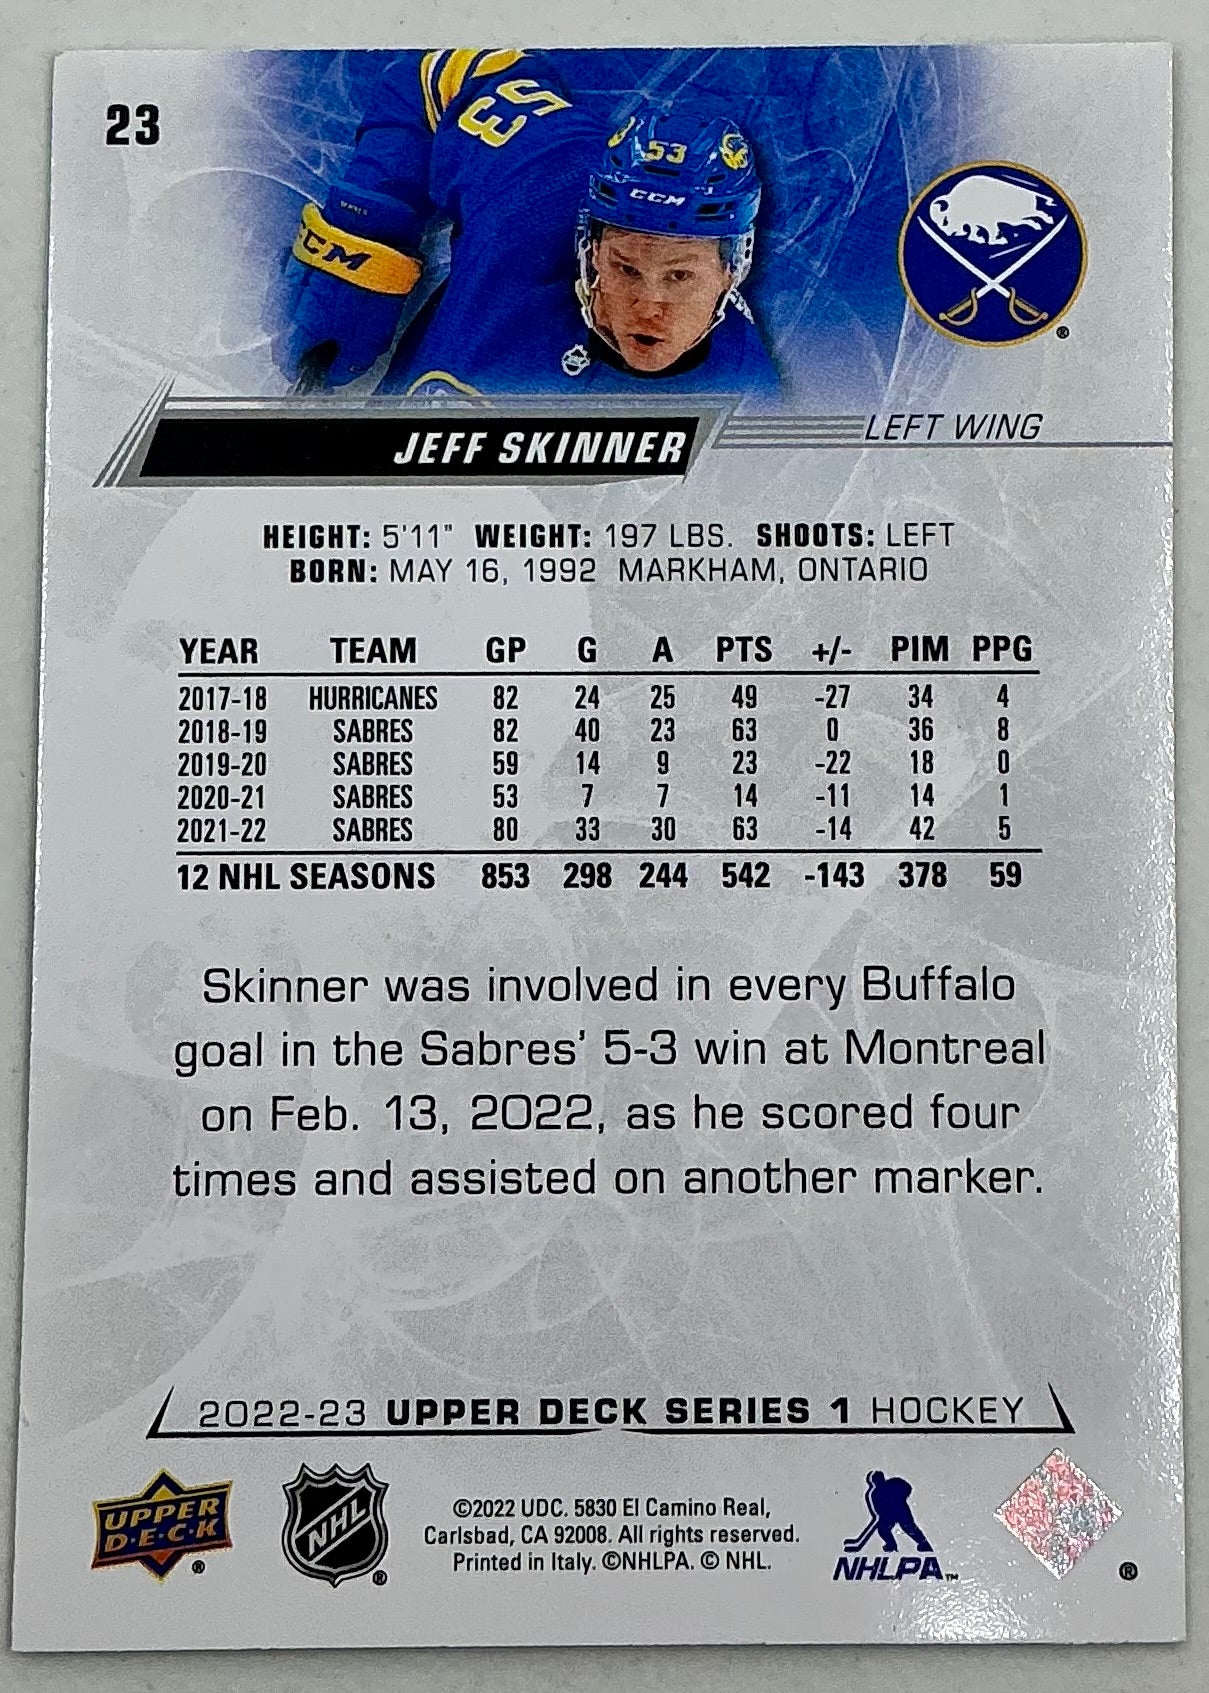 23
53
53
CCM
CCM
®
JEFF SKINNER
LEFT WING
HEIGHT: 5'11" WEIGHT: 197 LBS. SHOOTS: LEFT
BORN: MAY 16, 1992 MARKHAM, ONTARIO
YEAR TEAM GP G A PTS +/- PIM PPG
2017-18 HURRICANES 82 24 25 49 -27 34 4
2018-19 SABRES 82 40 23 63 0 36 8
2019-20 SABRES 59 14 9 23 -22 18 0
2020-21 SABRES 53 7 7 14 -11 14 1
2021-22 SABRES 80 33 30 63 -14 42 5
12 NHL SEASONS 853 298 244 542 -143 378 59
Skinner was involved in every Buffalo
goal in the Sabres' 5-3 win at Montreal
on Feb. 13, 2022, as he scored four
times and assisted on another marker.
2022-23 UPPER DECK SERIES 1 HOCKEY
UPPER
D·E·C·K
®
NHL
®
©2022 UDC. 5830 El Camino Real,
Carlsbad, CA 92008. All rights reserved.
Printed in Italy. ©NHLPA. © NHL.
NHLPA™
®